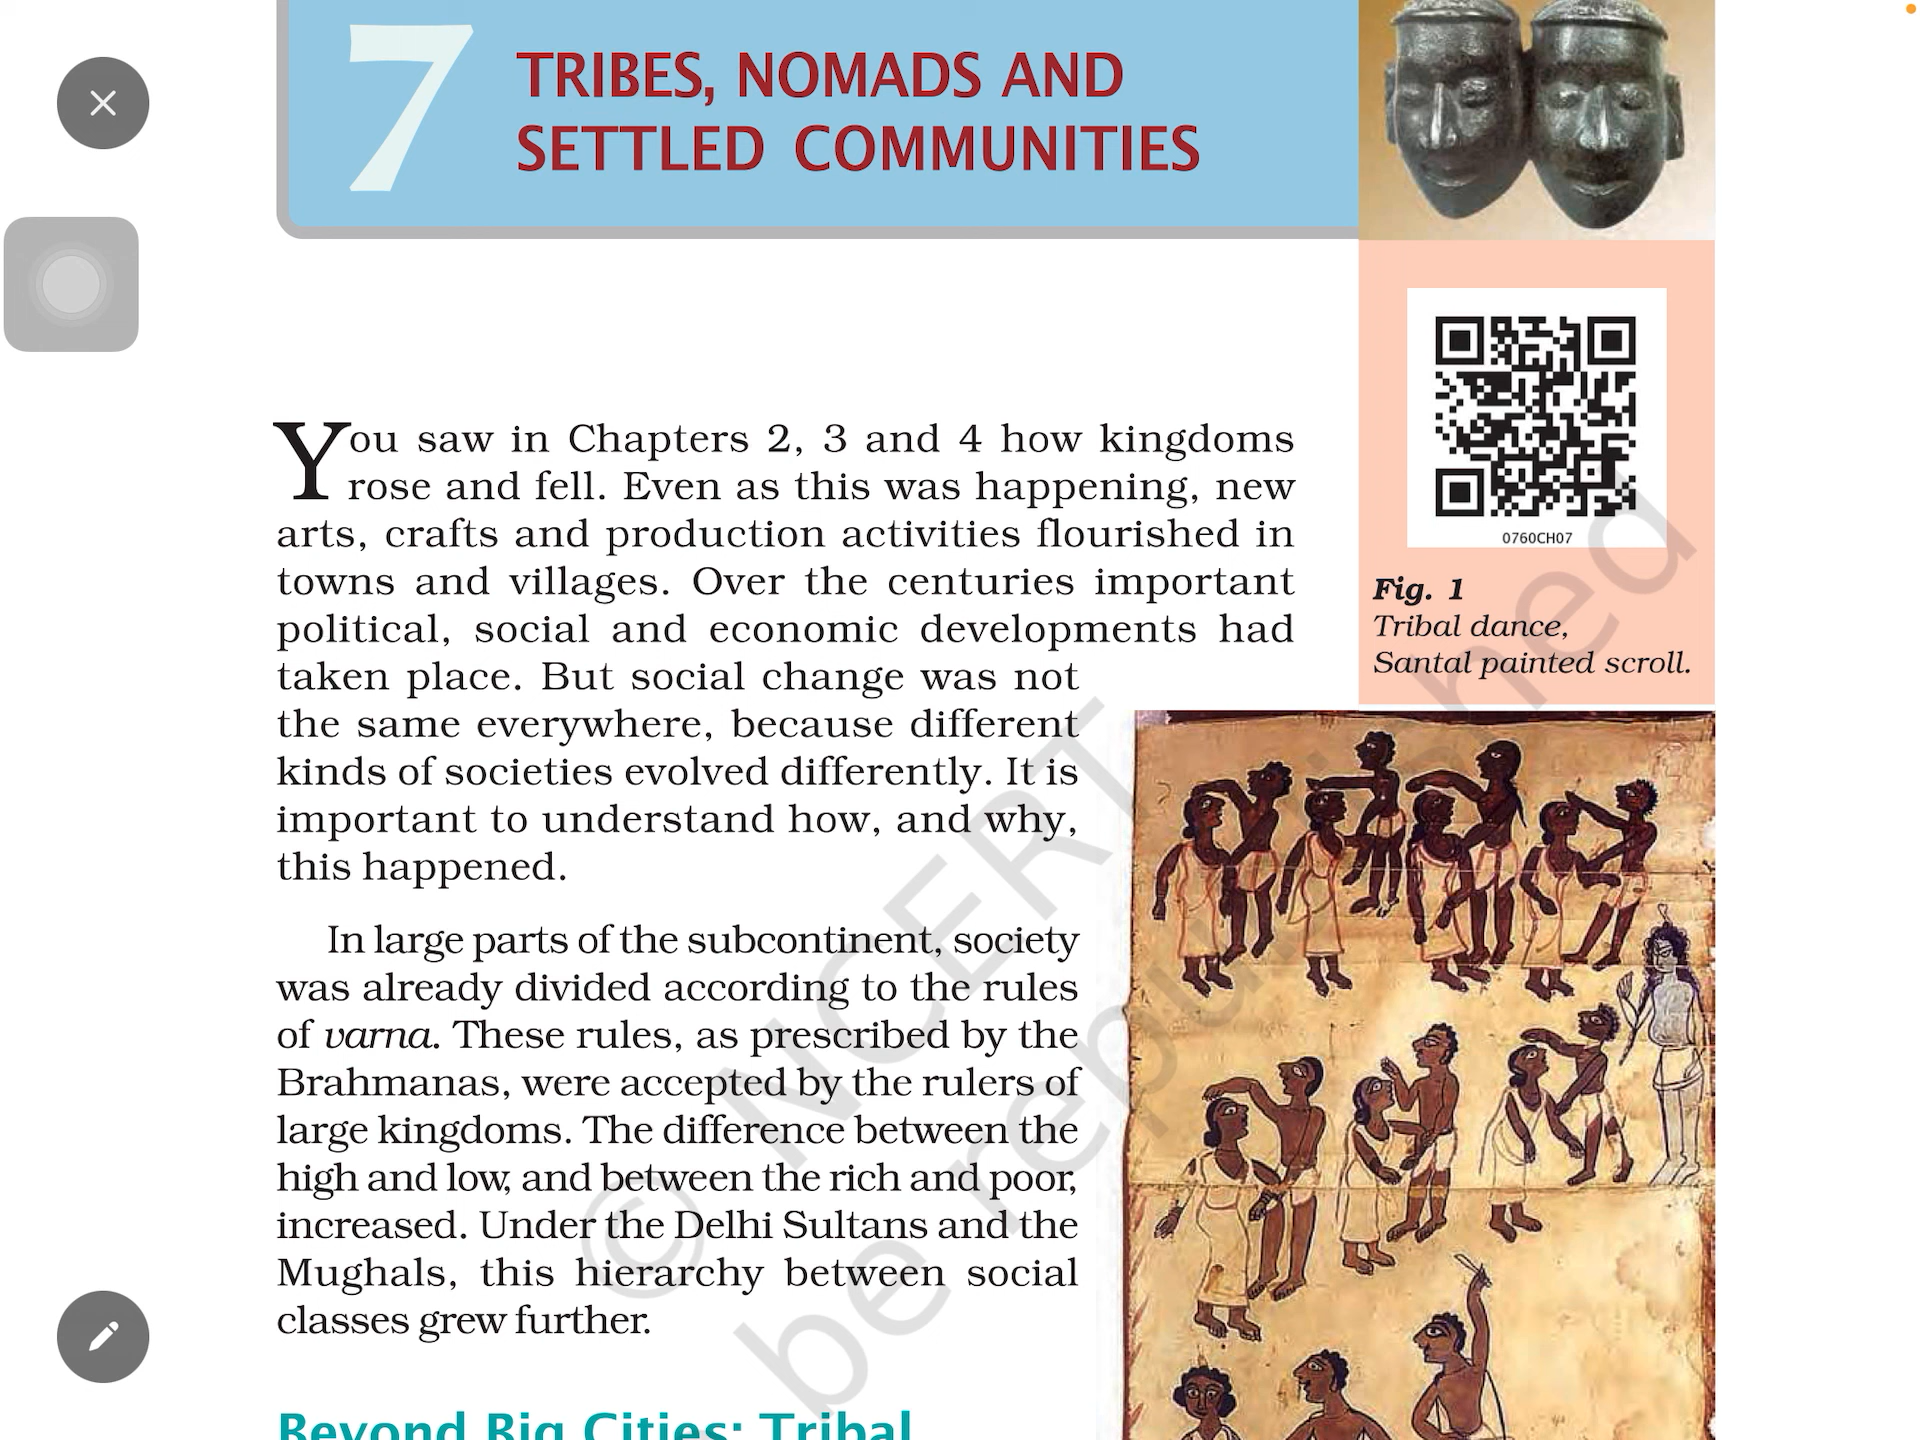 7
TRIBES, NOMADS AND
SETTLED COMMUNITIES
You saw in Chapters 2, 3 and 4 how kingdoms
rose and fell. Even as this was happening, new
arts, crafts and production activities flourished in
towns and villages. Over the centuries important
political, social and economic developments had
taken place. But social change was not
the same everywhere, because different
kinds of societies evolved differently. It is
important to understand how, and why,
this happened.
In large parts of the subcontinent, society
was already divided according to the rules
of varna. These rules, as prescribed by the
Brahmanas, were accepted by the rulers of
large kingdoms. The difference between the
high and low, and between the rich and poor,
increased. Under the Delhi Sultans and the
Mughals, this hierarchy between social
classes grew further.
Beyond Big Cities: Tribal
0760CH07
Fig. 1
Tribal dance,
Santal painted scroll.
© NCERT
be republished